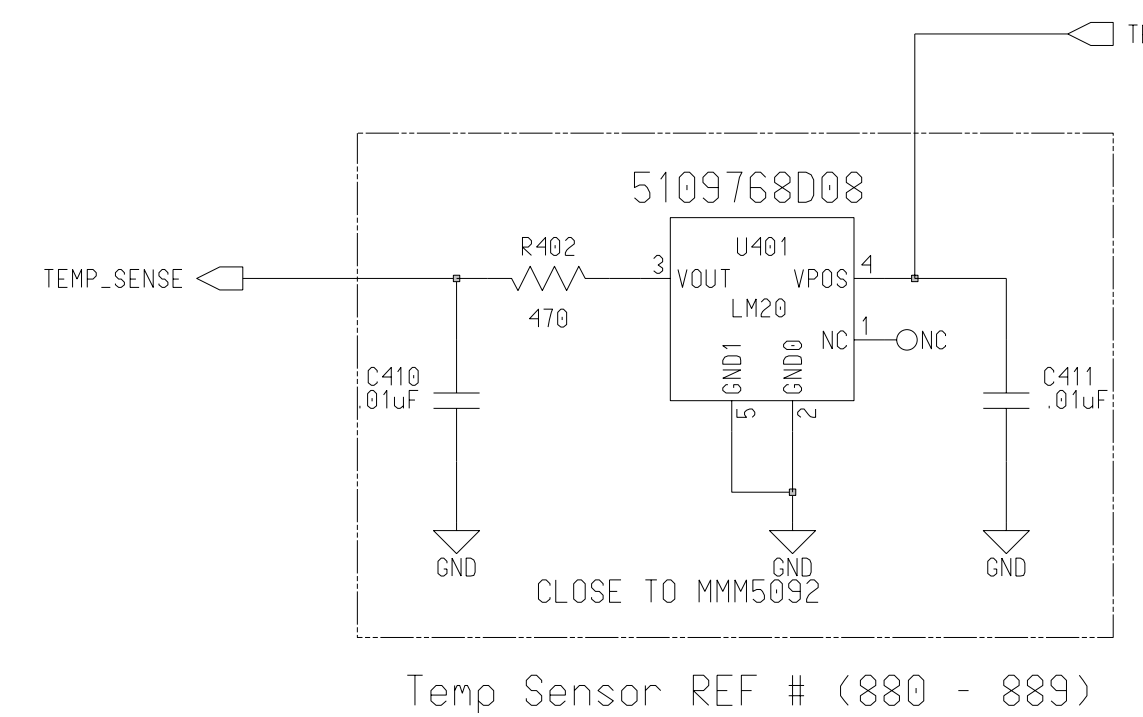 5109768D08
R402
U401
TEMP_SENSE
3
VOUT
VPOS
4
470
LM20
NC
1
NC
GND1
GND0
5
2
C410
.01uF
C411
.01uF
GND
GND
GND
CLOSE TO MMM5092
Temp Sensor REF # (880 - 889)